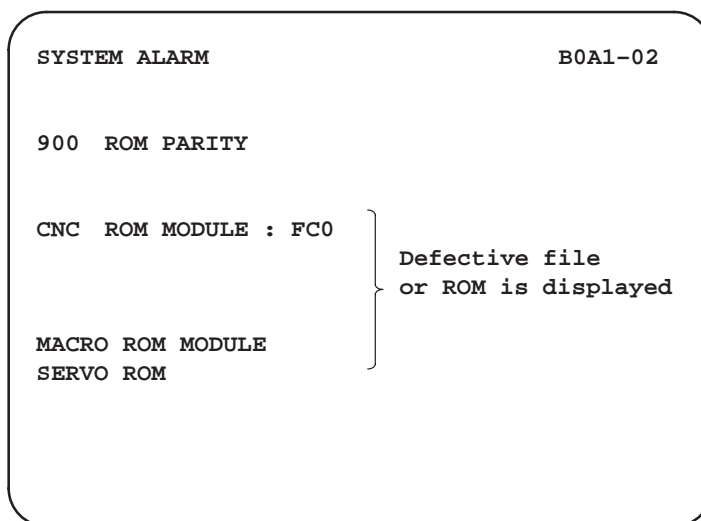 SYSTEM ALARM B0A1–02
900 ROM PARITY
CNC ROM MODULE : FC0
Defective file
or ROM is displayed
MACRO ROM MODULE
SERVO ROM